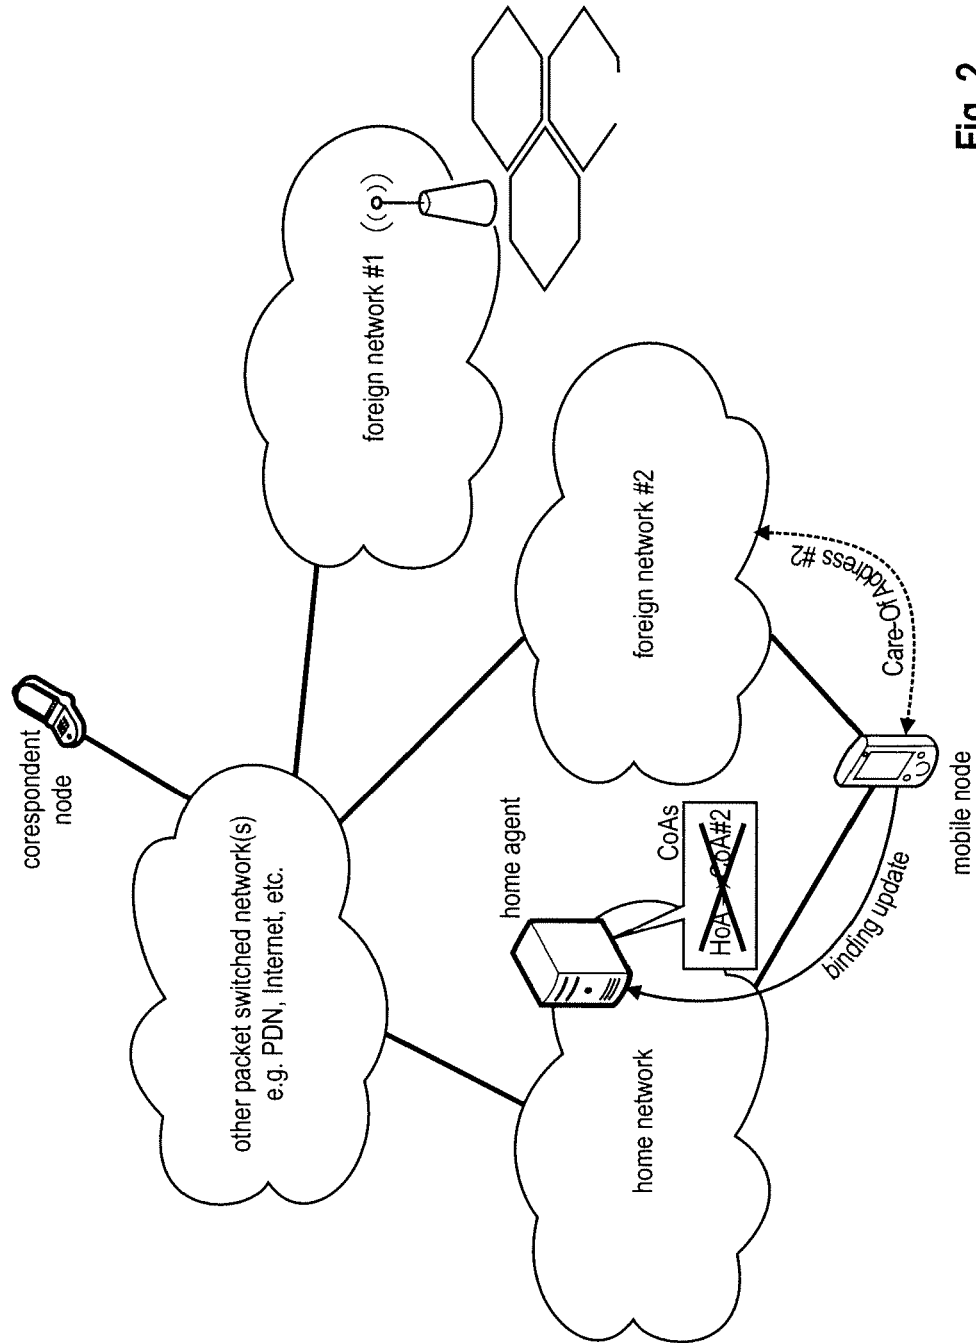 corespondent
node
other packet switched network(s)
e.g. PDN, Internet, etc.
foreign network #1
home agent
CoAs
HoA CoA#2
home network
foreign network #2
Care-Of Address #2
binding update
mobile node
Fig. 2